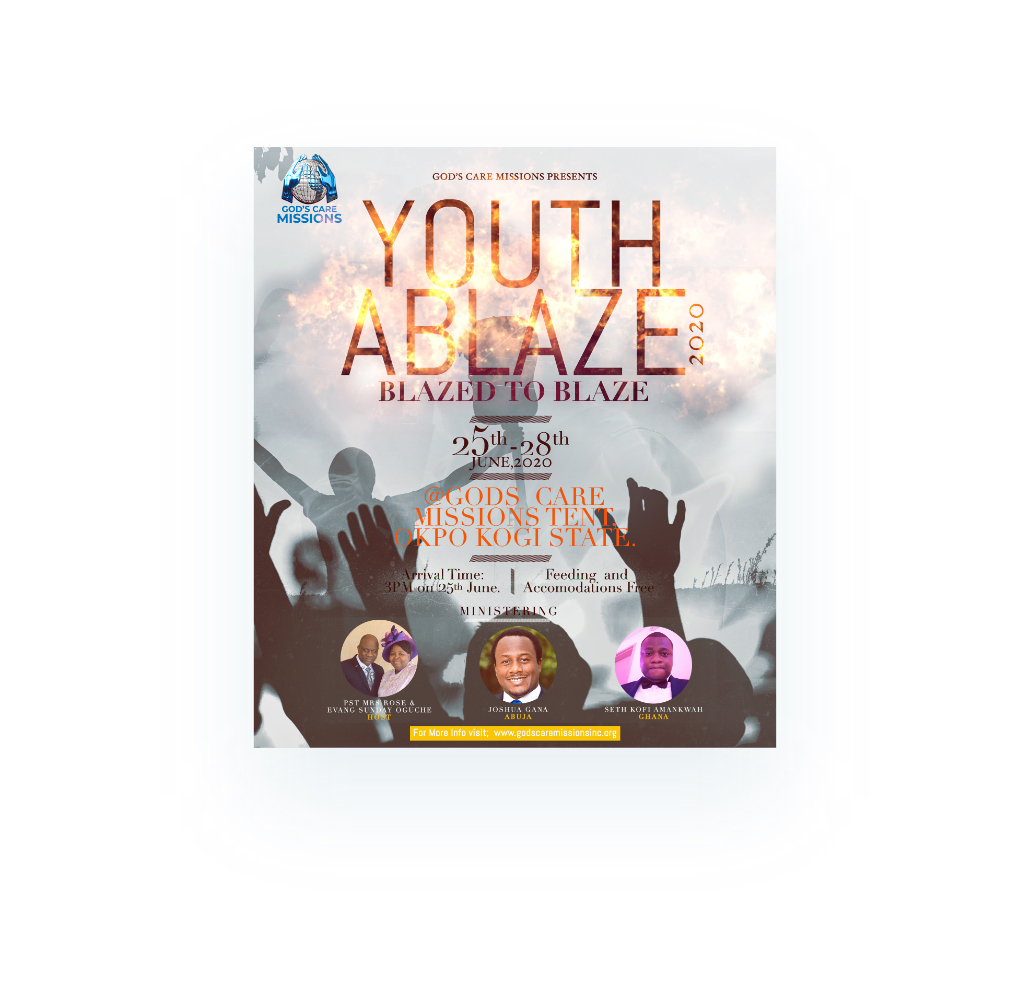 GOD'S CARE
MISSIONS
GOD'S CARE MISSIONS PRESENTS
YOUTH
ABLAZE
2020
BLAZED TO BLAZE
25th-28th
JUNE,2020
@GODS CARE
MISSIONS TENT,
OKPO KOGI STATE.
Arrival Time:
3PM on 25th June.
Feeding and
Accomodations Free
MINISTERING
PST MRS ROSE &
EVANG SUNDAY OGUCHE
HOST
JOSHUA GANA
ABUJA
SETH KOFI AMANKWAH
GHANA
For More Info visit; www.godscaremissionsinc.org